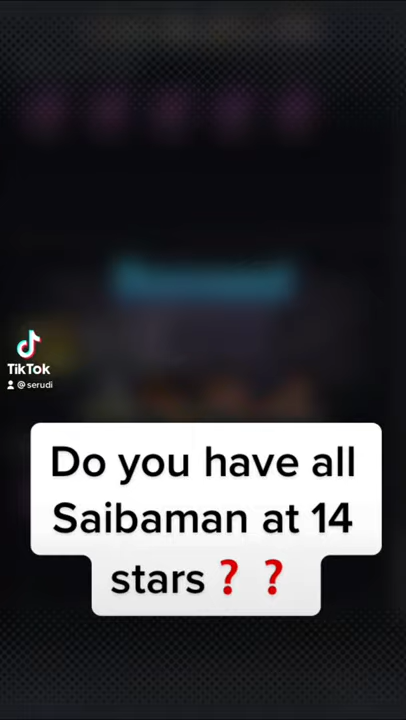 TikTok
@serudi
Do you have all
Saibaman at 14
stars❓❓